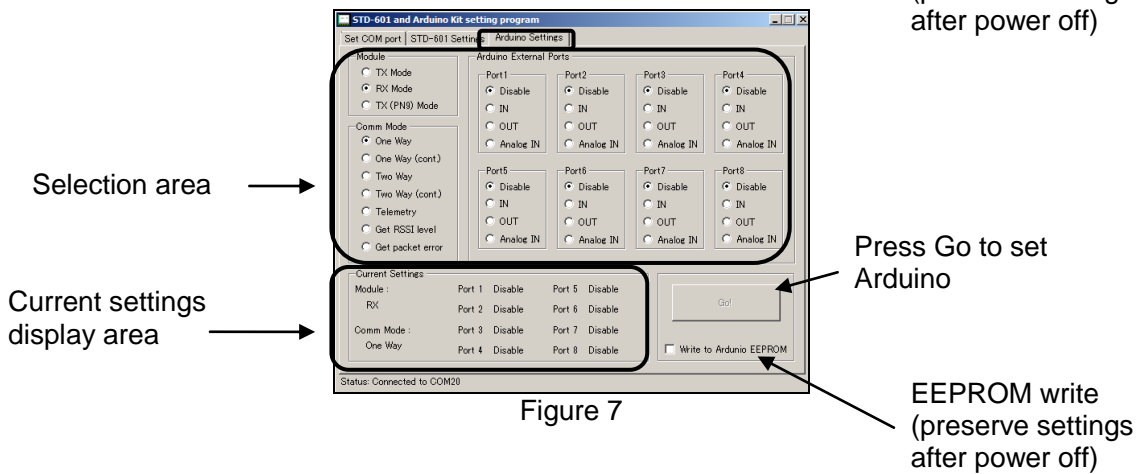 after power off)
STD-601 and Arduino Kit setting program
Set COM port STD-601 Settings Arduino Settings
Module
TX Mode
RX Mode
TX (PN9) Mode
Comm Mode
One Way
One Way (cont.)
Two Way
Two Way (cont.)
Telemetry
Get RSSI level
Get packet error
Arduino External Ports
Port1 Port2 Port3 Port4
Disable Disable Disable Disable
IN IN IN IN
OUT OUT OUT OUT
Analog IN Analog IN Analog IN Analog IN
Port5 Port6 Port7 Port8
Disable Disable Disable Disable
IN IN IN IN
OUT OUT OUT OUT
Analog IN Analog IN Analog IN Analog IN
Selection area
Current Settings
Module : Port 1 Disable Port 5 Disable
RX Port 2 Disable Port 6 Disable
Comm Mode : Port 3 Disable Port 7 Disable
One Way Port 4 Disable Port 8 Disable
Current settings
display area
Go!
Write to Ardunio EEPROM
Press Go to set
Arduino
Status: Connected to COM20
Figure 7
EEPROM write
(preserve settings
after power off)